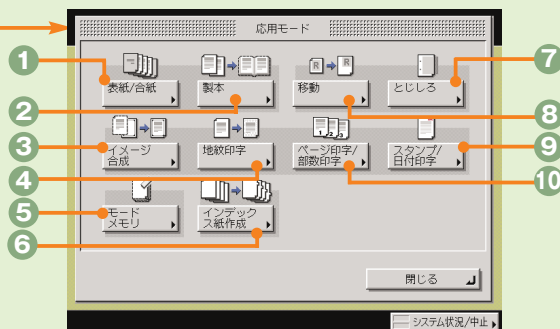 応用モード
1
表紙/合紙
2
製本
8
移動
7
とじしろ
3
イメージ
合成
4
地紋印字
10
ページ印字/
部数印字
9
スタンプ/
日付印字
5
モード
メモリ
6
インデック
ス紙作成
閉じる
システム状況/中止